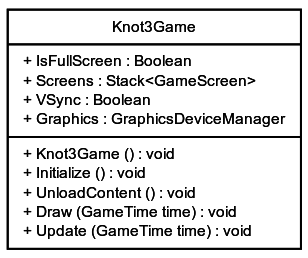 Knot3Game
+ IsFullScreen : Boolean
+ Screens : Stack<GameScreen>
+ VSync : Boolean
+ Graphics : GraphicsDeviceManager
+ Knot3Game () : void
+ Initialize () : void
+ UnloadContent () : void
+ Draw (GameTime time) : void
+ Update (GameTime time) : void